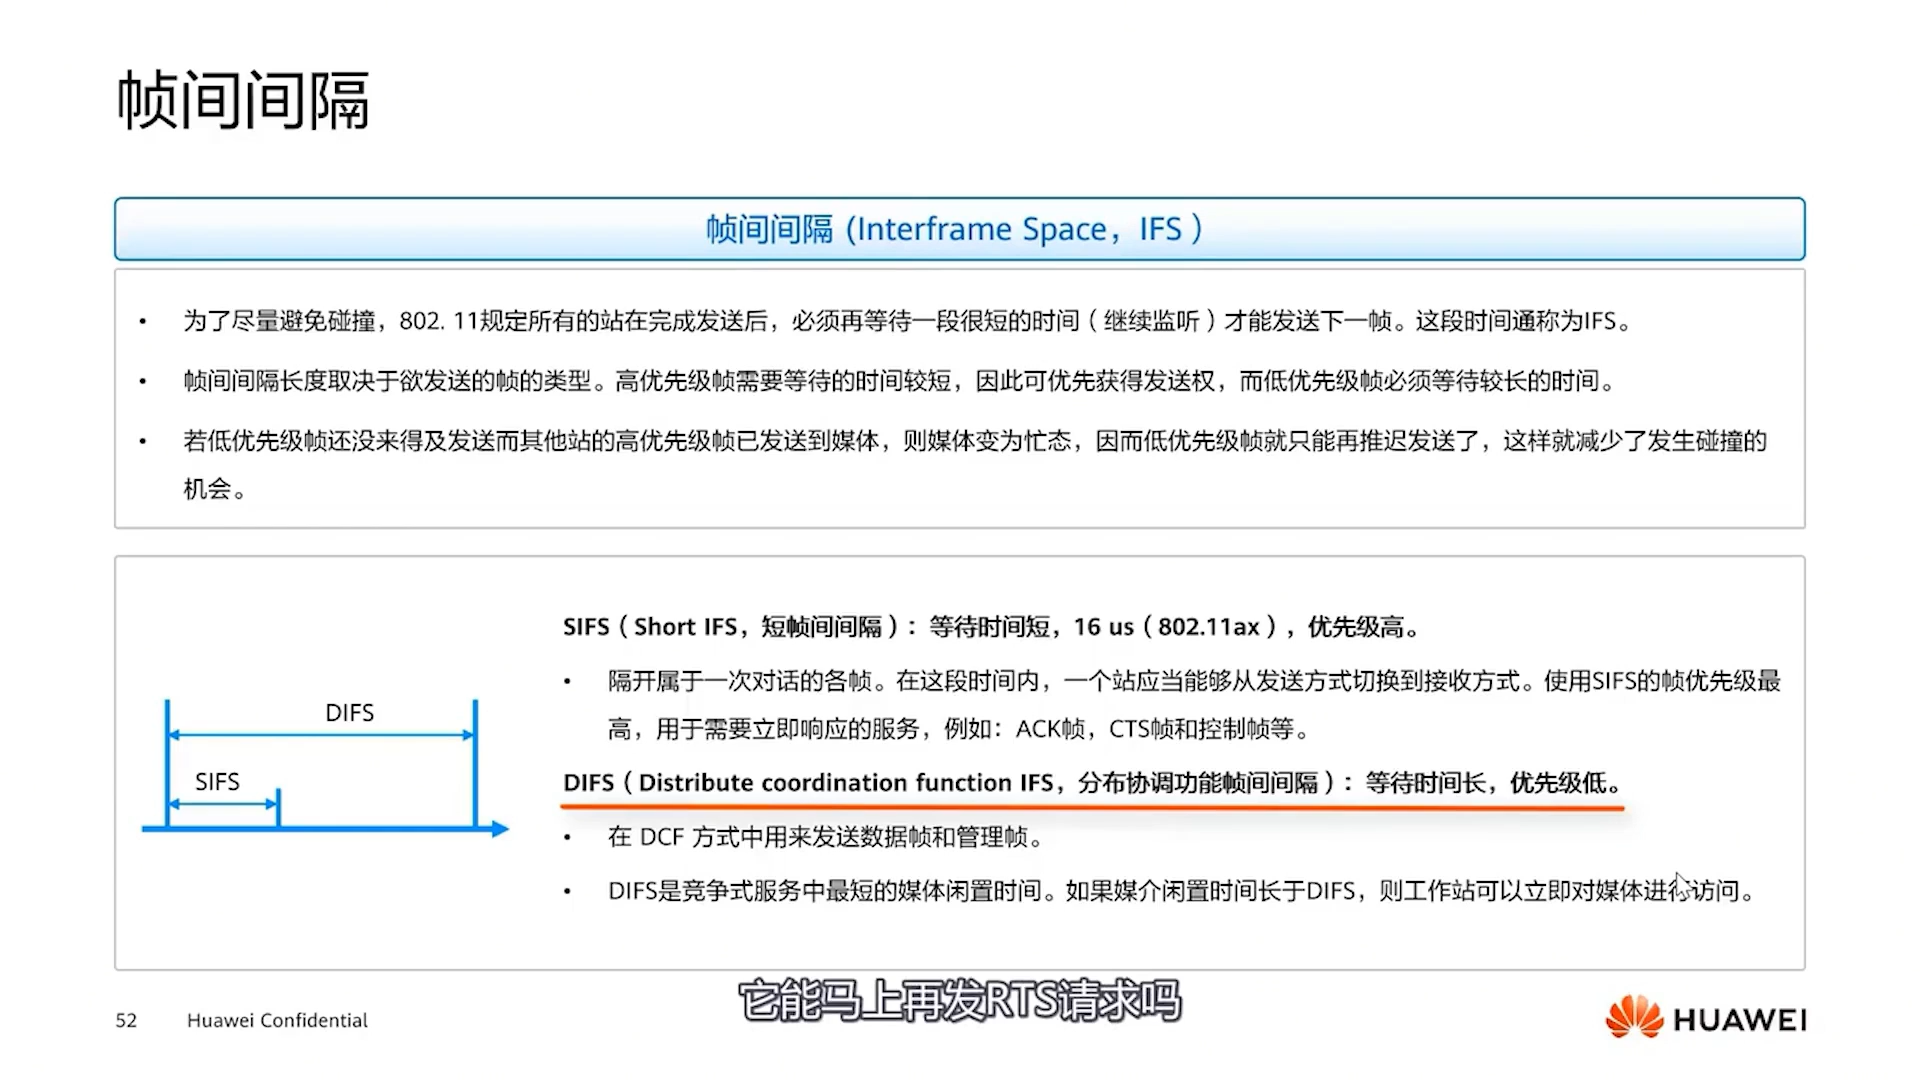 帧间间隔
帧间间隔 (Interframe Space，IFS）
• 为了尽量避免碰撞，802. 11规定所有的站在完成发送后，必须再等待一段很短的时间（继续监听）才能发送下一帧。这段时间通称为IFS。
• 帧间间隔长度取决于欲发送的帧的类型。高优先级帧需要等待的时间较短，因此可优先获得发送权，而低优先级帧必须等待较长的时间。
• 若低优先级帧还没来得及发送而其他站的高优先级帧已发送到媒体，则媒体变为忙态，因而低优先级帧就只能再推迟发送了，这样就减少了发生碰撞的
机会。
DIFS
SIFS
SIFS（Short IFS，短帧间间隔）：等待时间短，16 us（802.11ax），优先级高。
• 隔开属于一次对话的各帧。在这段时间内，一个站应当能够从发送方式切换到接收方式。使用SIFS的帧优先级最
高，用于需要立即响应的服务，例如：ACK帧，CTS帧和控制帧等。
DIFS（Distribute coordination function IFS，分布协调功能帧间间隔）：等待时间长，优先级低。
• 在 DCF 方式中用来发送数据帧和管理帧。
• DIFS是竞争式服务中最短的媒体闲置时间。如果媒介闲置时间长于DIFS，则工作站可以立即对媒体进行访问。
它能马上再发RTS请求吗
52 Huawei Confidential
HUAWEI